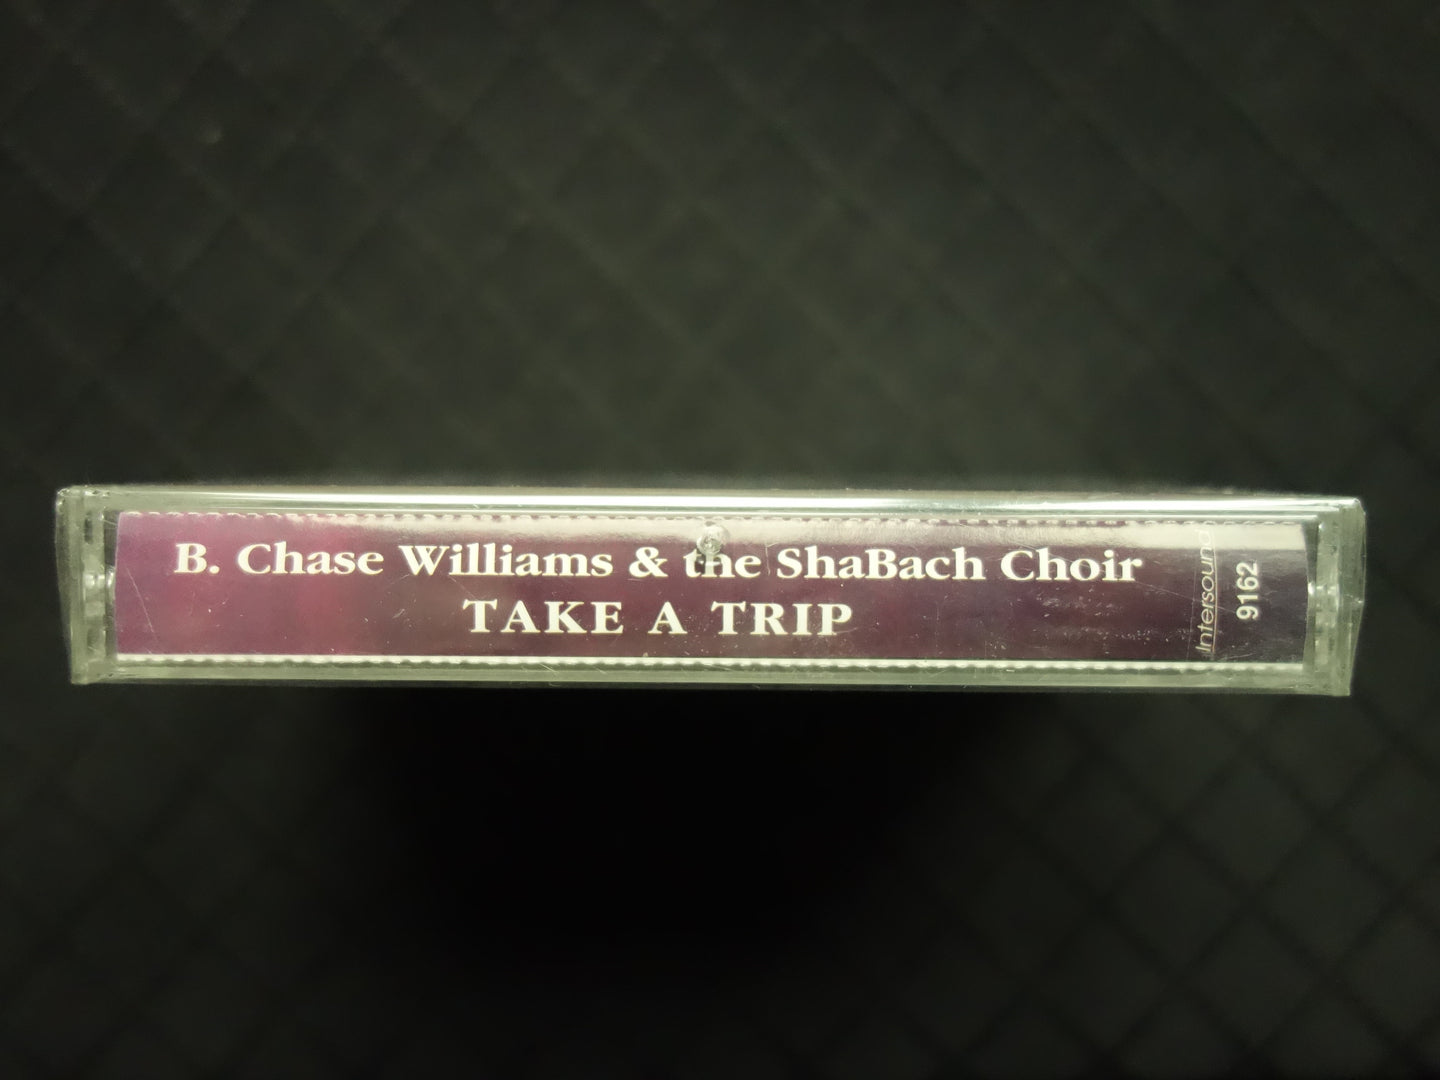 B. Chase Williams & the ShaBach Choir
TAKE A TRIP
Intersound
9162